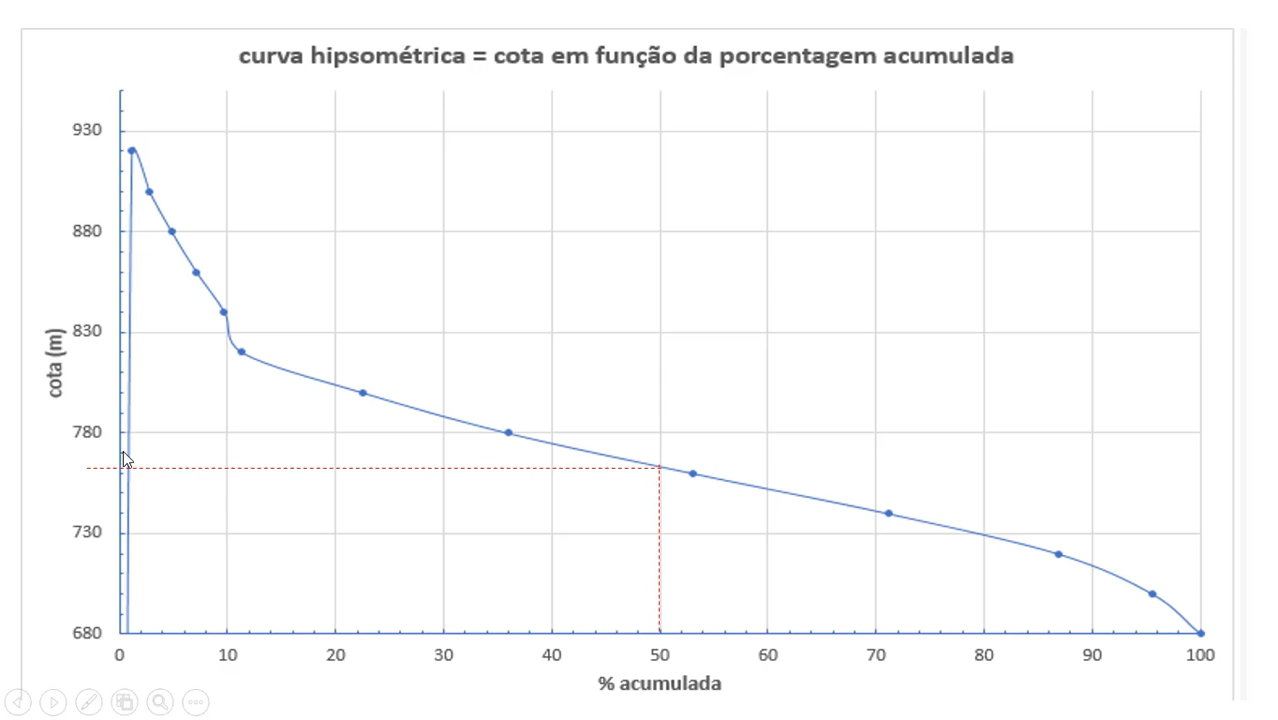 curva hipsométrica = cota em função da porcentagem acumulada
930
880
830
780
730
680
cota (m)
0 10 20 30 40 50 60 70 80 90 100
% acumulada